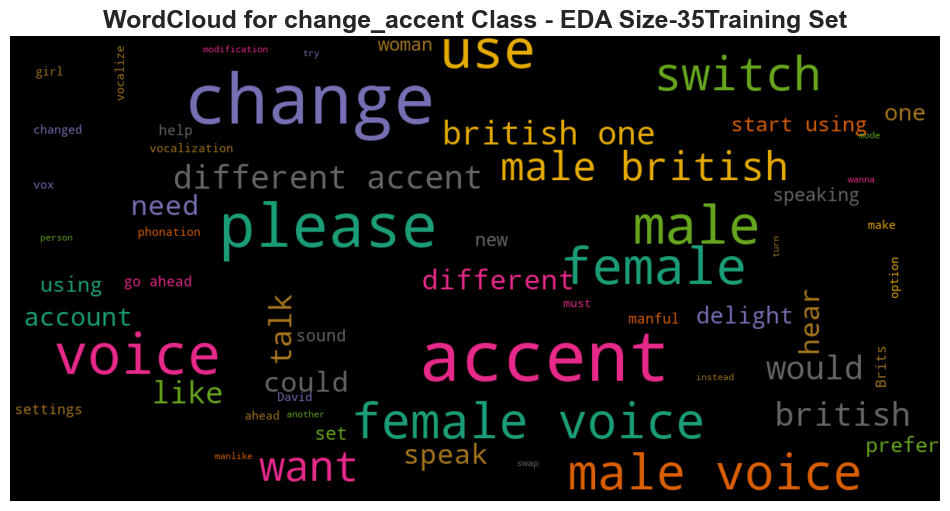 WordCloud for change_accent Class - EDA Size-35Training Set
modification
try
woman
use
girl
vocalize
change
switch
changed
help
vocalization
british one
start using
one
mode
different accent
male british
vox
need
speaking
wanna
person
phonation
please
new
male
make
turn
using
go ahead
different
female
option
account
talk
sound
must
manful
delight
hear
voice
like
could
David
accent
instead
would
Brits
settings
ahead
another
set
female voice
british
prefer
manlike
want
speak
swap
male voice